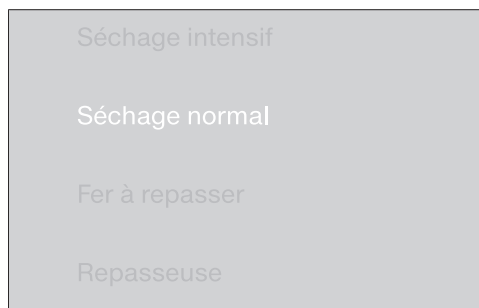 Séchage intensif
Séchage normal
Fer à repasser
Repasseuse